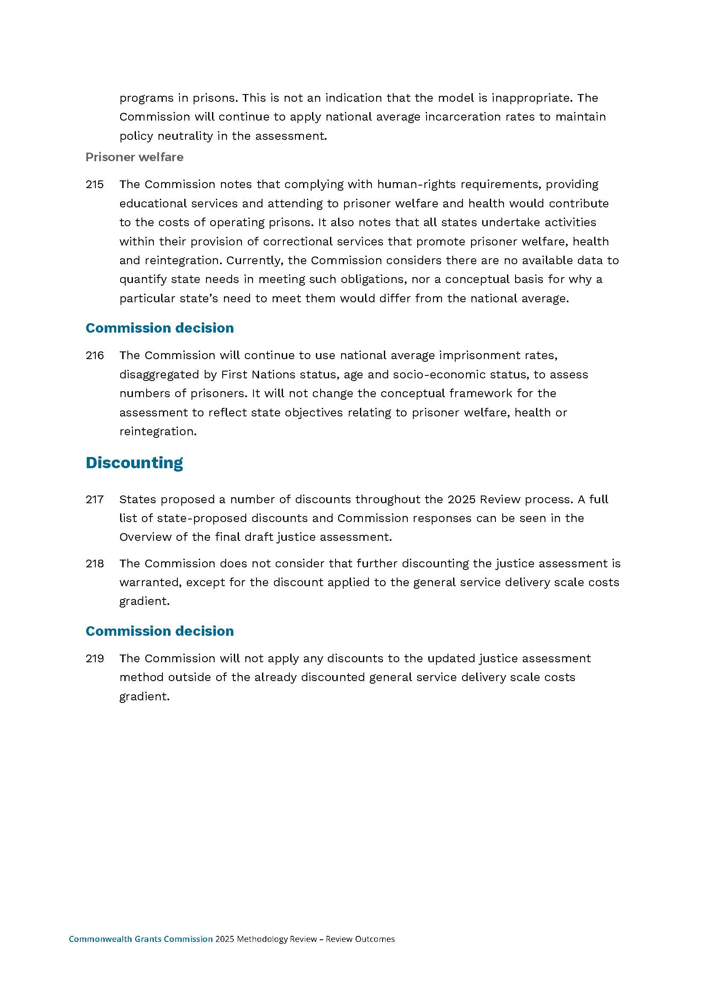 programs in prisons. This is not an indication that the model is inappropriate. The
Commission will continue to apply national average incarceration rates to maintain
policy neutrality in the assessment.
Prisoner welfare
215 The Commission notes that complying with human-rights requirements, providing
educational services and attending to prisoner welfare and health would contribute
to the costs of operating prisons. It also notes that all states undertake activities
within their provision of correctional services that promote prisoner welfare, health
and reintegration. Currently, the Commission considers there are no available data to
quantify state needs in meeting such obligations, nor a conceptual basis for why a
particular state’s need to meet them would differ from the national average.
Commission decision
216 The Commission will continue to use national average imprisonment rates,
disaggregated by First Nations status, age and socio-economic status, to assess
numbers of prisoners. It will not change the conceptual framework for the
assessment to reflect state objectives relating to prisoner welfare, health or
reintegration.
Discounting
217 States proposed a number of discounts throughout the 2025 Review process. A full
list of state-proposed discounts and Commission responses can be seen in the
Overview of the final draft justice assessment.
218 The Commission does not consider that further discounting the justice assessment is
warranted, except for the discount applied to the general service delivery scale costs
gradient.
Commission decision
219 The Commission will not apply any discounts to the updated justice assessment
method outside of the already discounted general service delivery scale costs
gradient.
Commonwealth Grants Commission 2025 Methodology Review – Review Outcomes